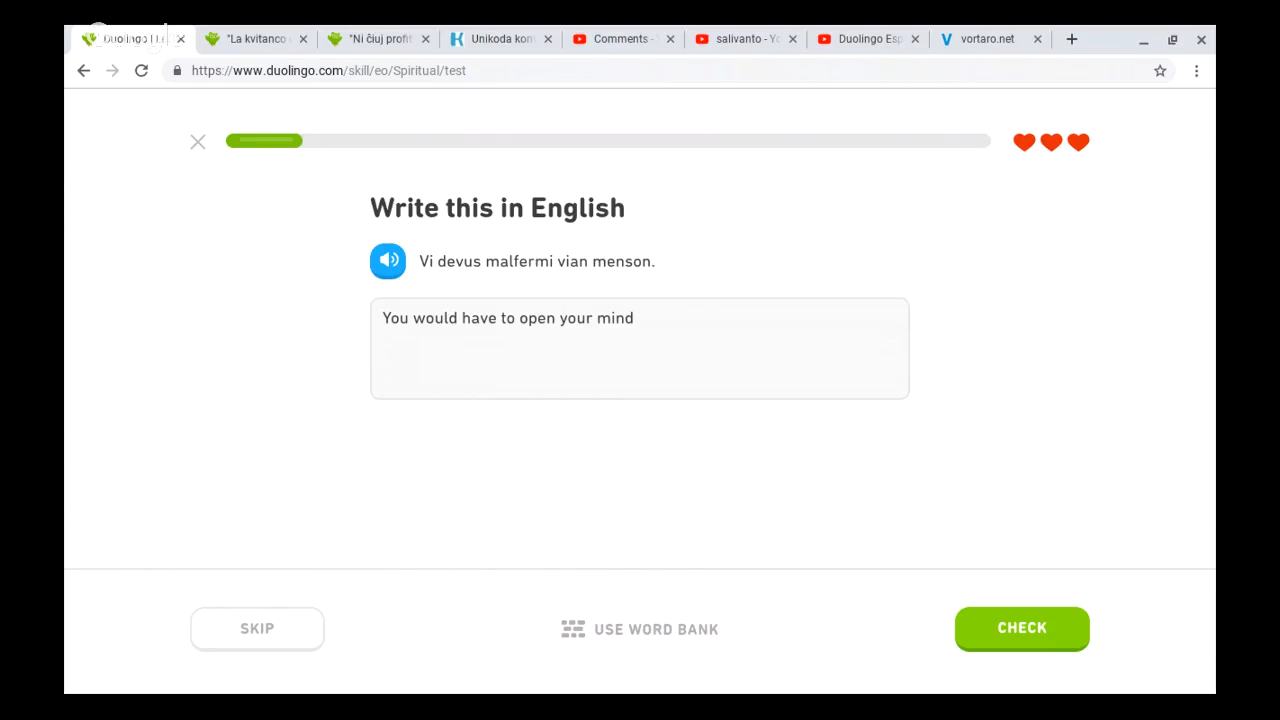 Duolingo | Le
"La kvitanco
"Ni ĉiuj profit
Unikoda kon
Comments -
salivanto - Yo
Duolingo Esp
vortaro.net
https://www.duolingo.com/skill/eo/Spiritual/test
Write this in English
Vi devus malfermi vian menson.
You would have to open your mind
SKIP
USE WORD BANK
CHECK